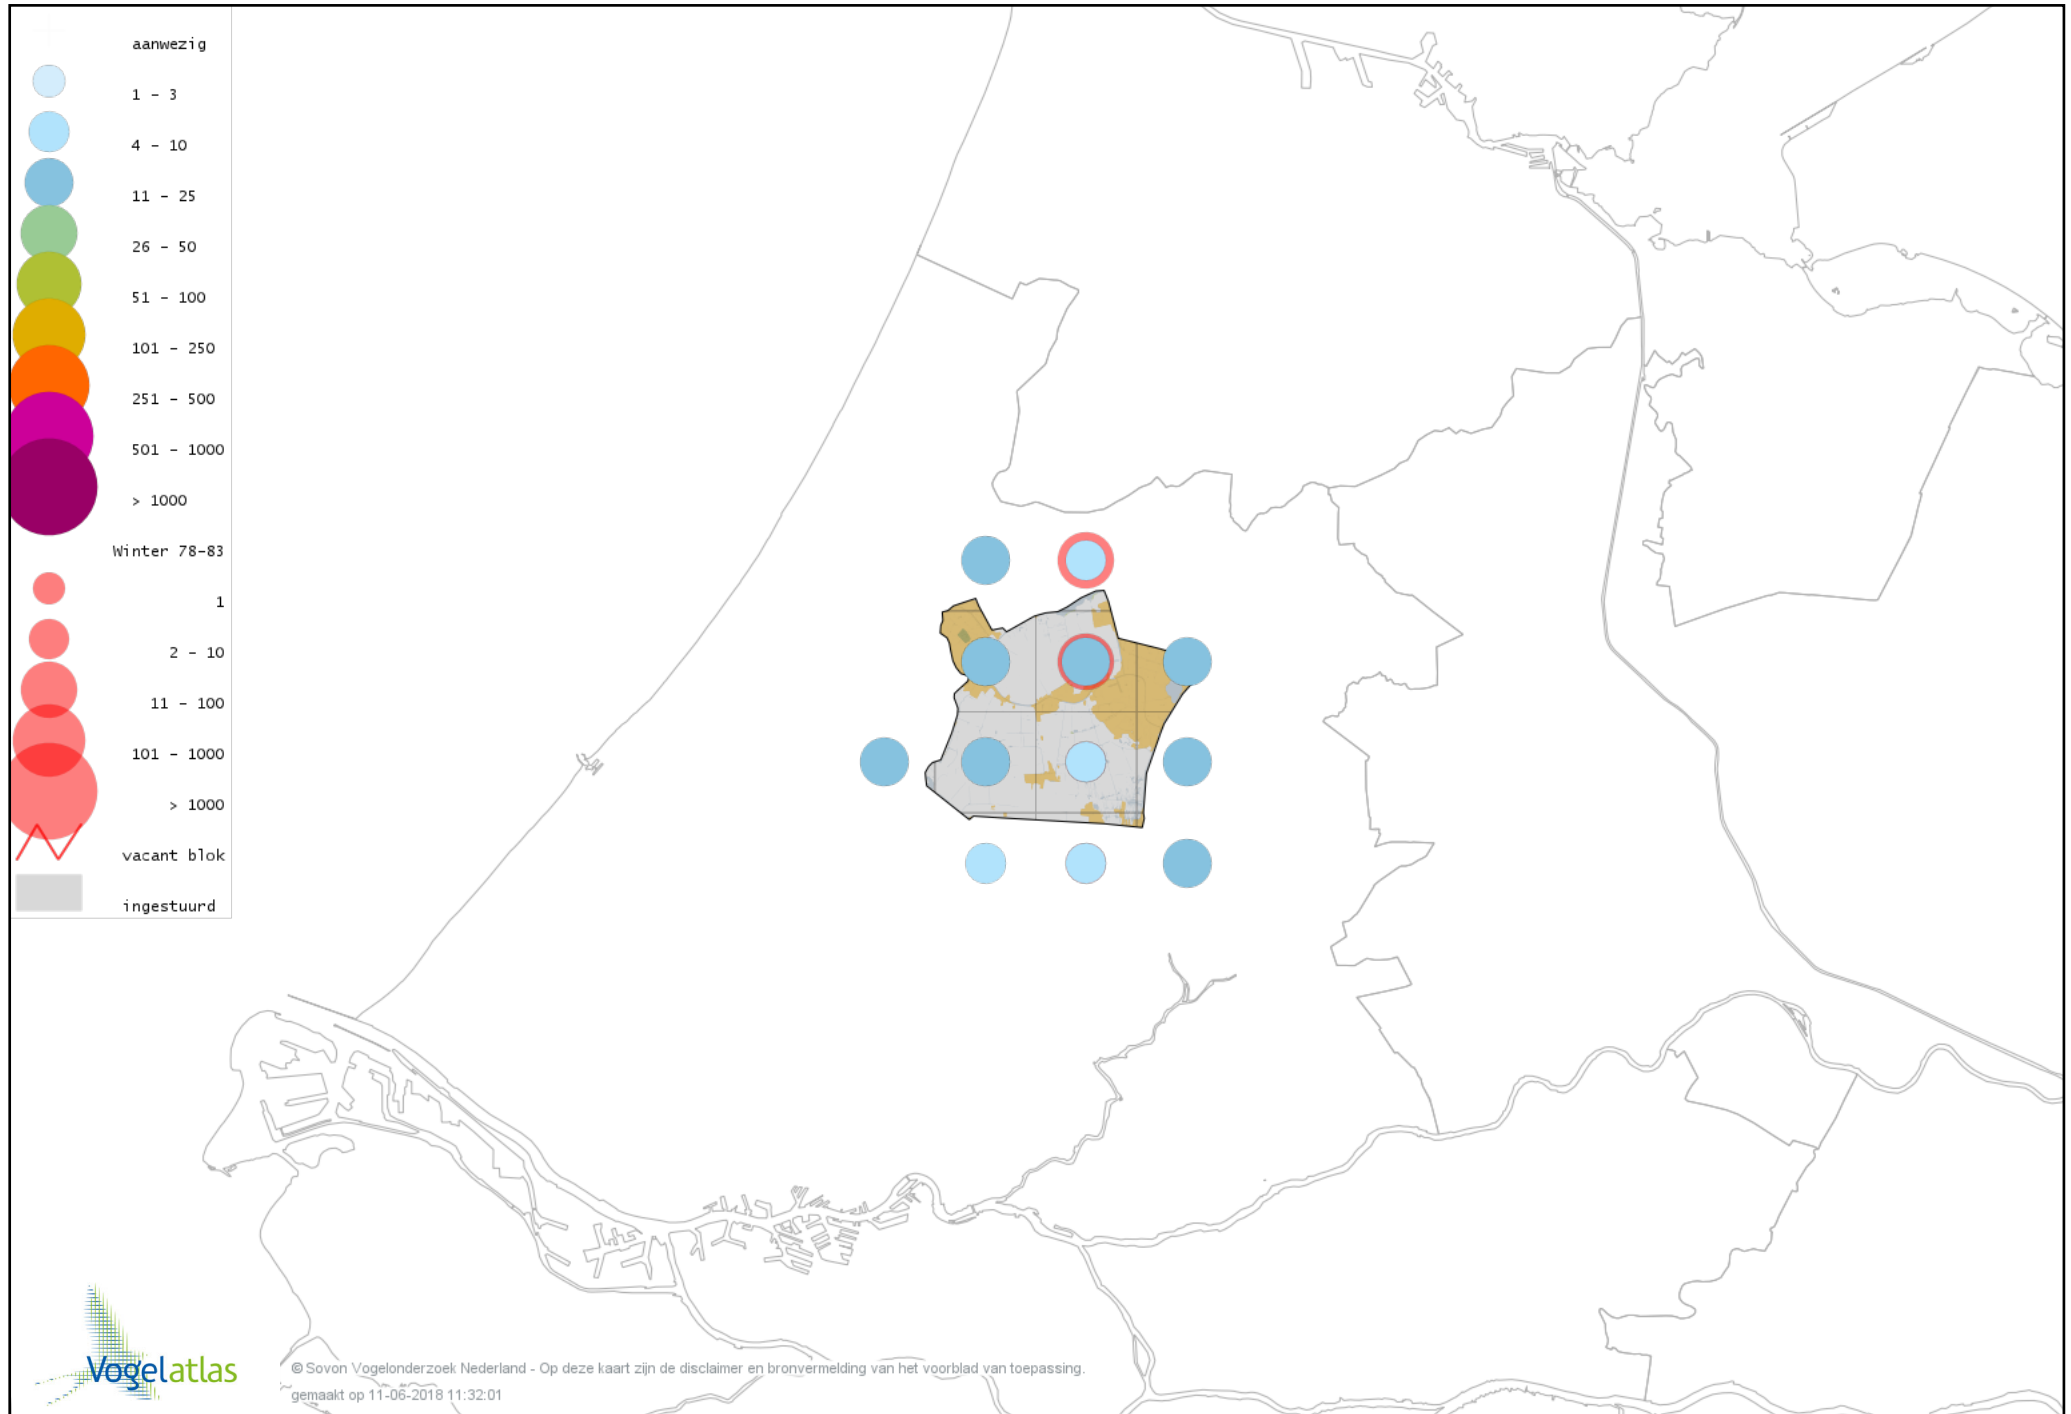 aanwezig
1 - 3
4 - 10
11 - 25
26 - 50
51 - 100
101 - 250
251 - 500
501 - 1000
> 1000
Winter 78-83
1
2 - 10
11 - 100
101 - 1000
> 1000
vacant blok
ingestuurd
Vogelatlas
© Sovon Vogelonderzoek Nederland - Op deze kaart zijn de disclaimer en bronvermelding van het voorblad van toepassing.
gemaakt op 11-06-2018 11:32:01